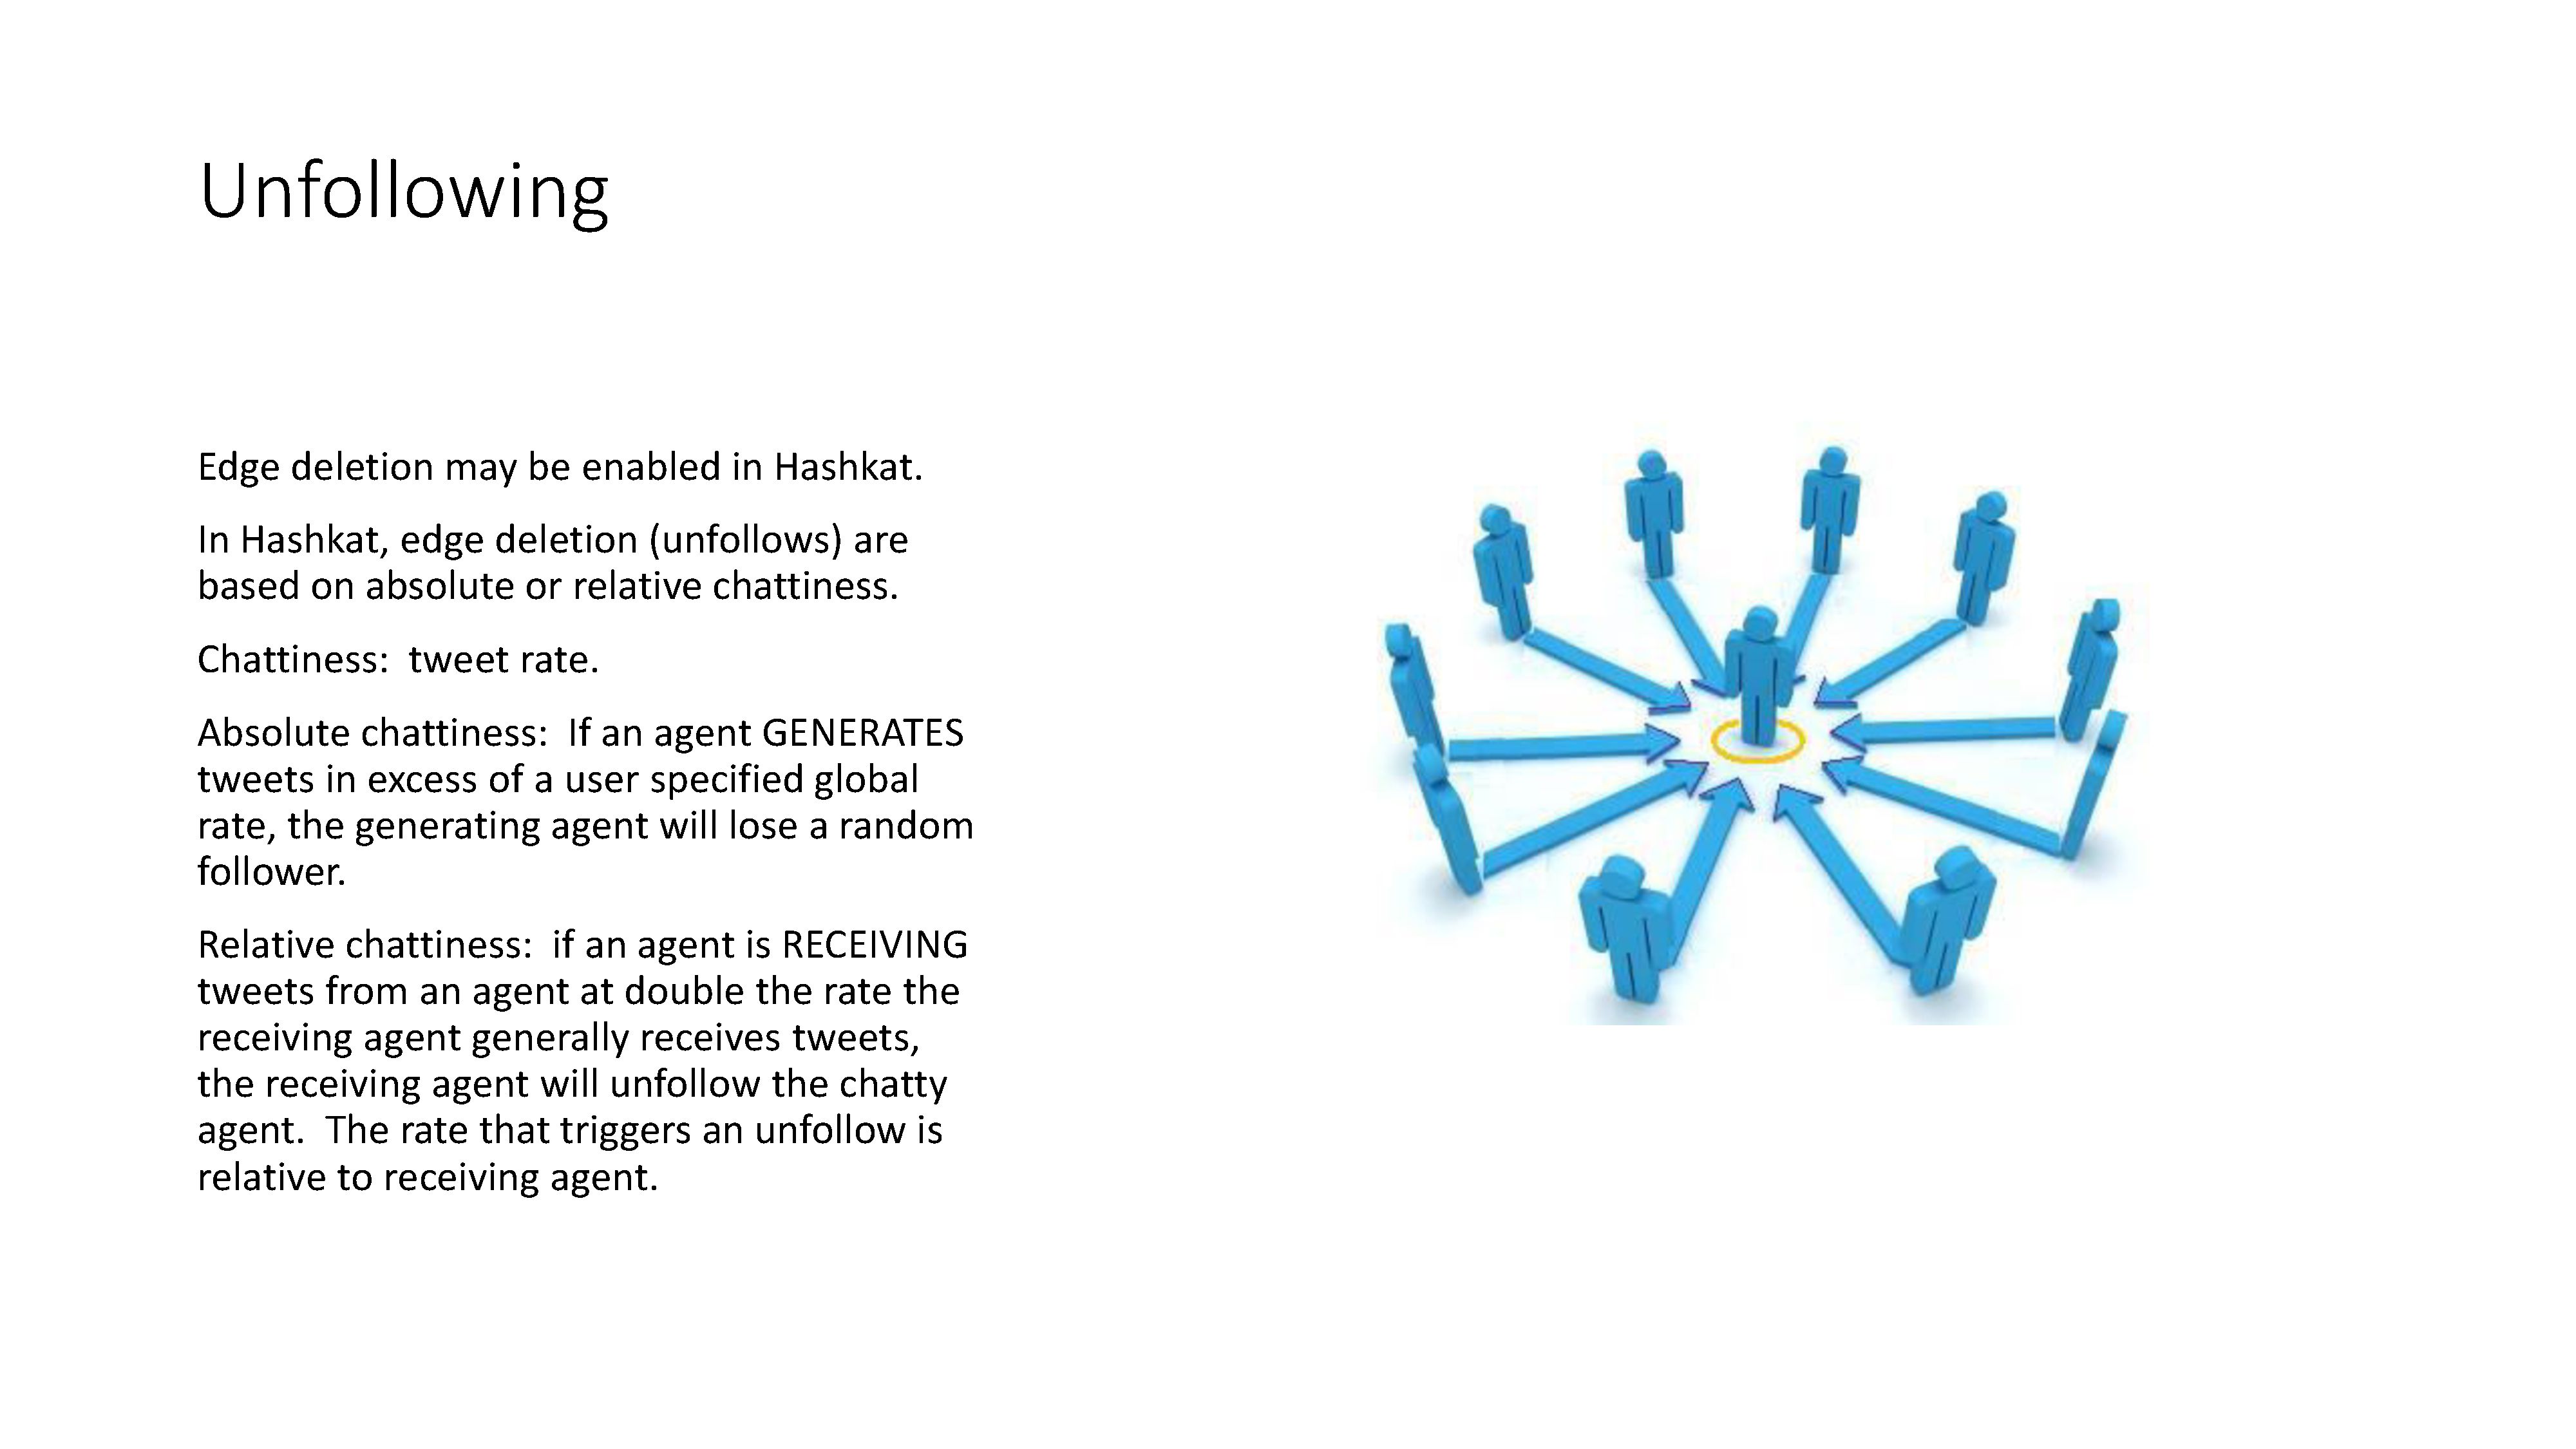 Unfollowing
Edge deletion may be enabled in Hashkat.
In Hashkat, edge deletion (unfollows) are
based on absolute or relative chattiness.
Chattiness:  tweet rate.
Absolute chattiness:  If an agent GENERATES
tweets in excess of a user specified global
rate, the generating agent will lose a random
follower.
Relative chattiness:  if an agent is RECEIVING
tweets from an agent at double the rate the
receiving agent generally receives tweets,
the receiving agent will unfollow the chatty
agent.  The rate that triggers an unfollow is
relative to receiving agent.